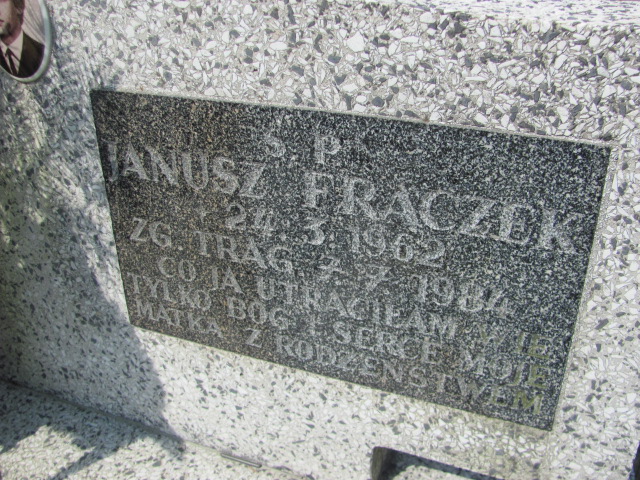 Ś. P.
JANUSZ FRĄCZEK
* 24. 3. 1962
ZG. TRAG. 7. 7. 1984
CO JA UTRACIŁAM WIE
TYLKO BÓG I SERCE MOJE
MATKA Z RODZEŃSTWEM